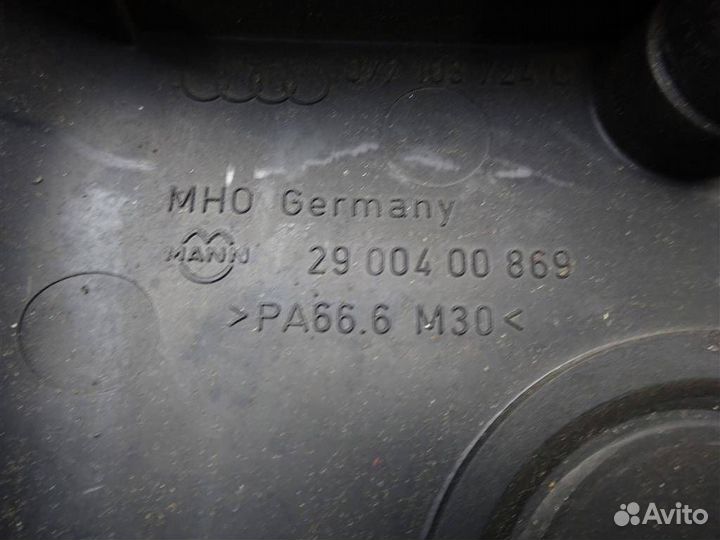 MHO Germany
MANN 29 004 00 869
>PA66.6 M30<
Avito